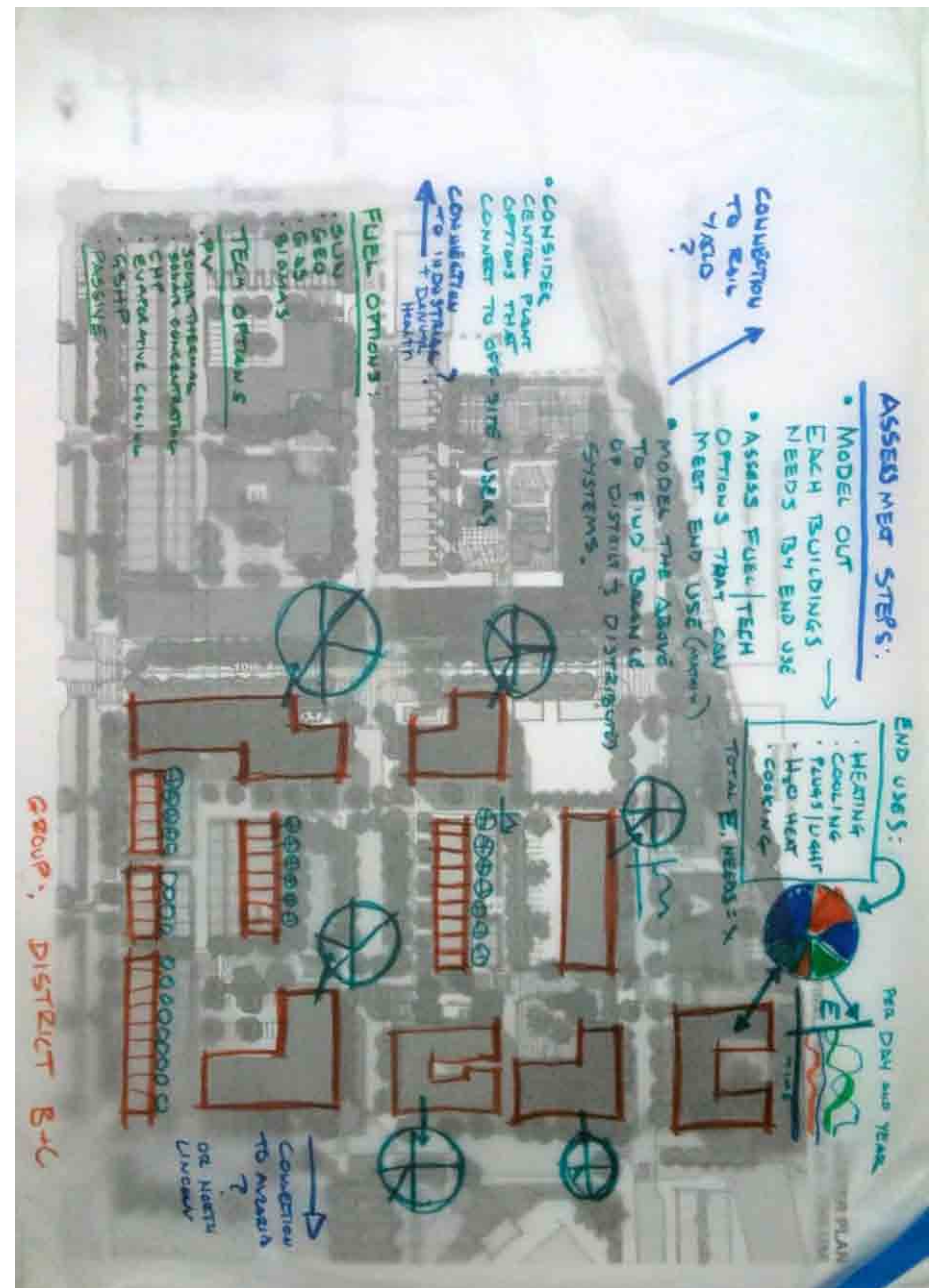 ASSESSMENT STEPS:
• MODEL OUT
EACH BUILDINGS
NEEDS BY END USE
• ASSESS FUEL/TECH
OPTIONS THAT CAN
MEET END USE
• MODEL THE ABOVE
TO FIND BALANCE
OF DISTRICT & DISTRIBUTED
SYSTEMS.
• CONSIDER
CENTRAL PLANT
OPTIONS THAT
CONNECT TO OFF-SITE USERS
END USES:
· HEATING
· COOLING
· PLUGS/LIGHT
· H2O HEAT
· COOKING
TOTAL E. NEEDS = X
PER DAY AND YEAR
E
TIME
CONNECTION
TO RAIL
YARD
?
CONNECTION
TO INDUSTRIAL ?
+ DENVER
HEALTH
FUEL OPTIONS:
· SUN
· GEO
· GAS
· BIOGAS
TECH OPTIONS
· PV
· SOLAR THERMAL
· SOLAR CONCENTRATING
· CHP
· EVAPORATIVE COOLING
· GSHP
· PASSIVE
CONNECTION
TO AURARIA
?
OR NORTH
LINCOLN
GROUP: DISTRICT B+C
PLAN